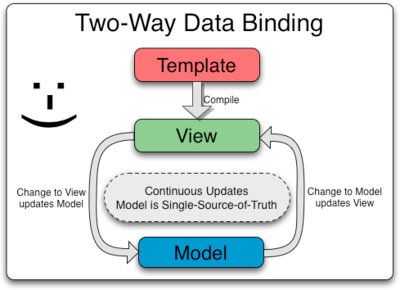 Two-Way Data Binding
Template
Compile
View
Change to View
updates Model
Continuous Updates
Model is Single-Source-of-Truth
Change to Model
updates View
Model